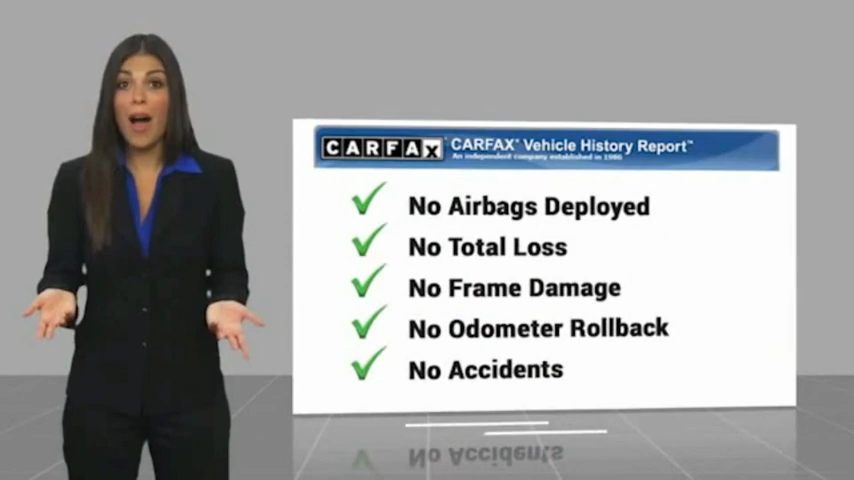 CARFAX CARFAX® Vehicle History Report™
An independent company established in 1986
No Airbags Deployed
No Total Loss
No Frame Damage
No Odometer Rollback
No Accidents
No Accidents